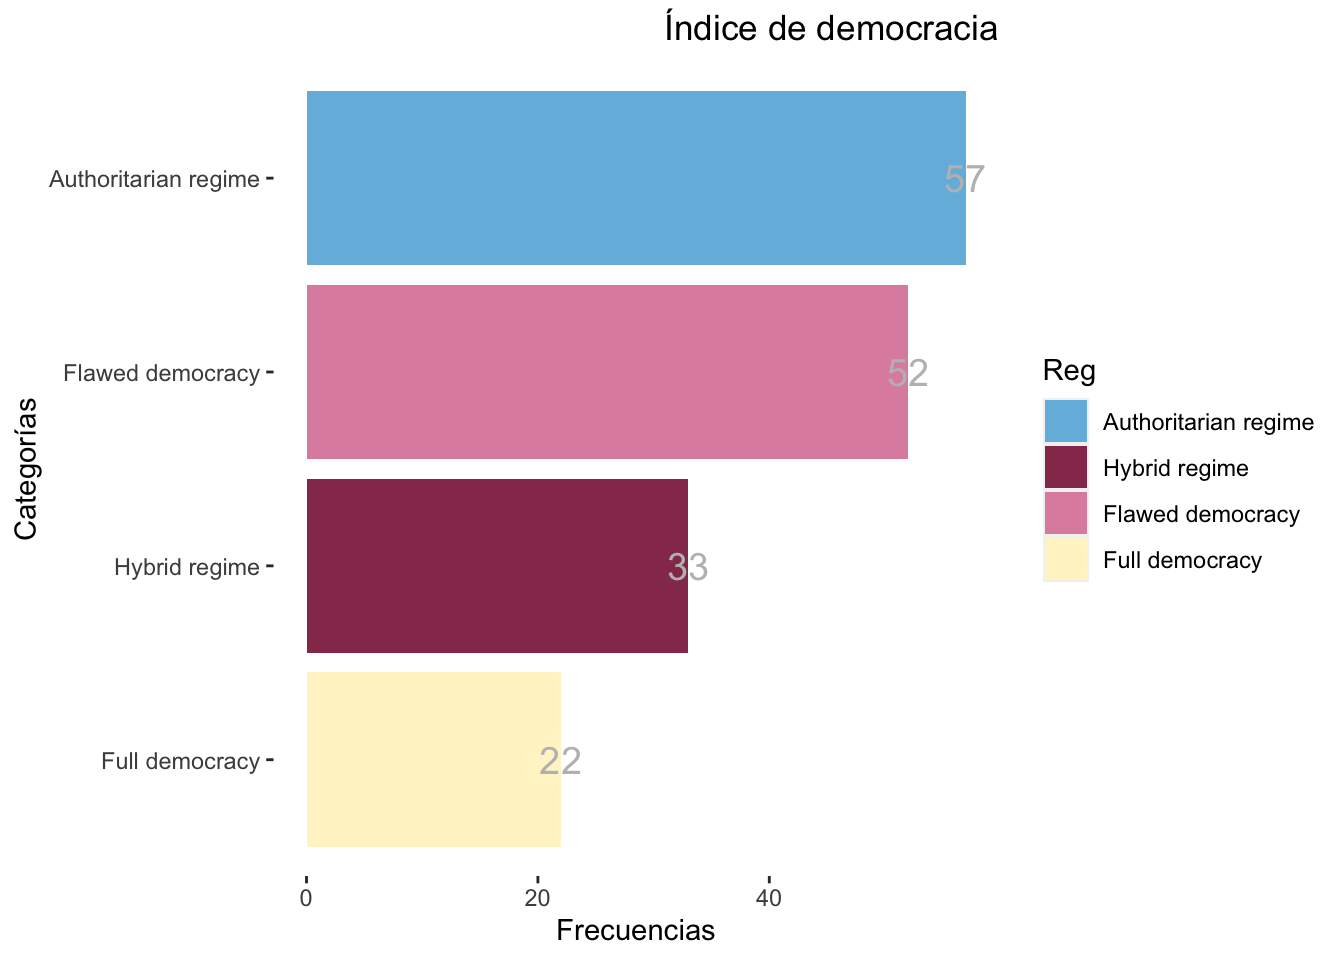 Índice de democracia
Categorías
Authoritarian regime
57
Flawed democracy
52
Hybrid regime
33
Full democracy
22
0 20 40
Frecuencias
Reg
Authoritarian regime
Hybrid regime
Flawed democracy
Full democracy